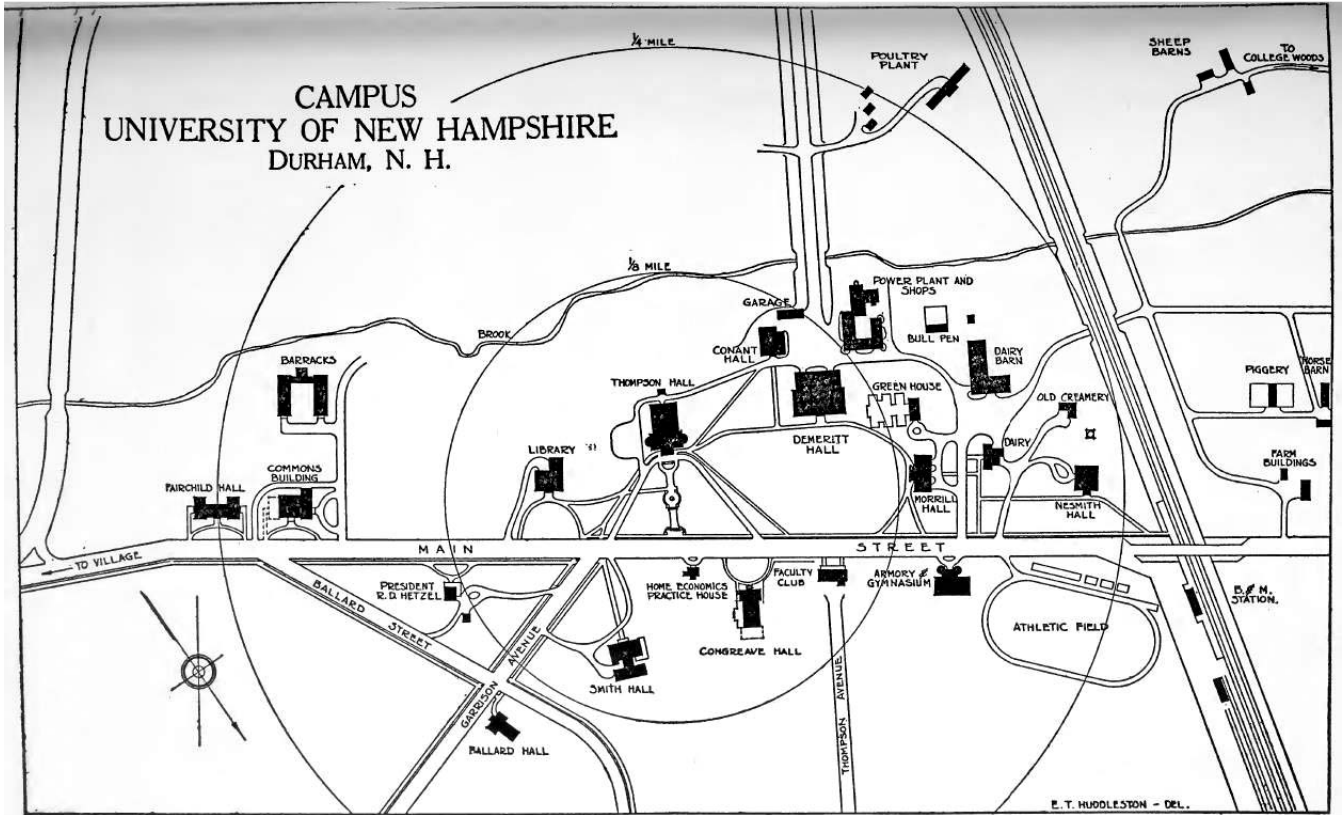 ¼ MILE
CAMPUS
UNIVERSITY OF NEW HAMPSHIRE
DURHAM, N. H.
POULTRY
PLANT
SHEEP
BARNS
TO
COLLEGE WOODS
⅛ MILE
BROOK
GARAGE
POWER PLANT AND
SHOPS
BULL PEN
CONANT
HALL
DAIRY
BARN
BARRACKS
THOMPSON HALL
GREEN HOUSE
OLD CREAMERY
PIGGERY
HORSE
BARN
DEMERITT
HALL
LIBRARY
DAIRY
FAIRCHILD HALL
COMMONS
BUILDING
MORRILL
HALL
NESMITH
HALL
FARM
BUILDINGS
TO VILLAGE
MAIN STREET
PRESIDENT
R. D. HETZEL
BALLARD STREET
GARRISON AVENUE
HOME ECONOMICS
PRACTICE HOUSE
FACULTY
CLUB
ARMORY &
GYMNASIUM
B. & M.
STATION.
ATHLETIC FIELD
CONGREAVE HALL
SMITH HALL
BALLARD HALL
THOMPSON AVENUE
E. T. HUDDLESTON - DEL.